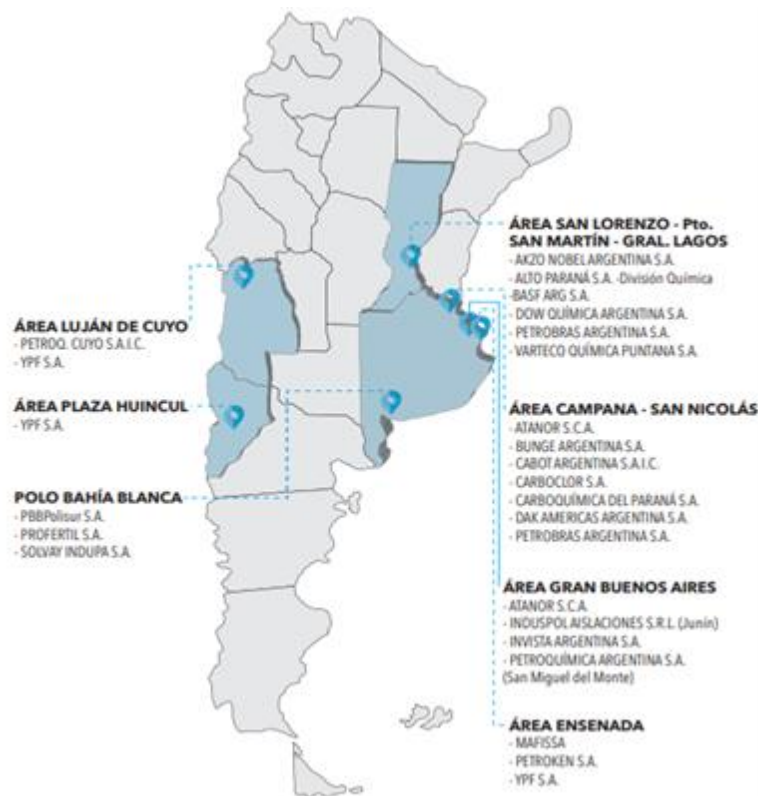 ÁREA LUJÁN DE CUYO
- PETROQ. CUYO S.A.I.C.
- YPF S.A.
ÁREA PLAZA HUINCUL
- YPF S.A.
POLO BAHÍA BLANCA
- PBBPolisur S.A.
- PROFERTIL S.A.
- SOLVAY INDUPA S.A.
ÁREA SAN LORENZO - Pto.
SAN MARTÍN - GRAL. LAGOS
- AKZO NOBEL ARGENTINA S.A.
- ALTO PARANÁ S.A. -División Química
-BASF ARG S.A.
- DOW QUÍMICA ARGENTINA S.A.
- PETROBRAS ARGENTINA S.A.
- VARTECO QUÍMICA PUNTANA S.A.
ÁREA CAMPANA - SAN NICOLÁS
- ATANOR S.C.A.
- BUNGE ARGENTINA S.A.
- CABOT ARGENTINA S.A.I.C.
- CARBOCLOR S.A.
- CARBOQUÍMICA DEL PARANÁ S.A.
- DAK AMERICAS ARGENTINA S.A.
- PETROBRAS ARGENTINA S.A.
ÁREA GRAN BUENOS AIRES
- ATANOR S.C.A.
- INDUSPOL AISLACIONES S.R.L (Junín)
- INVISTA ARGENTINA S.A.
- PETROQUÍMICA ARGENTINA S.A.
(San Miguel del Monte)
ÁREA ENSENADA
- MAFISSA
- PETROKEN S.A.
- YPF S.A.